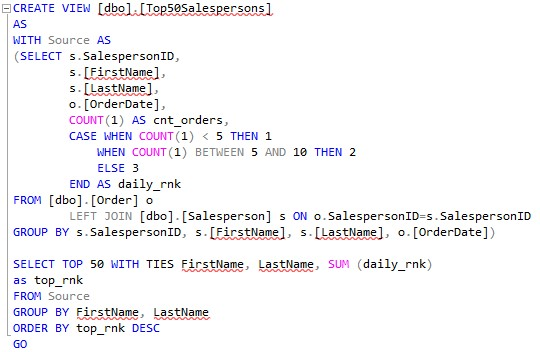 CREATE VIEW [dbo].[Top50Salespersons]
AS
WITH Source AS
(SELECT s.SalespersonID,
s.[FirstName],
s.[LastName],
o.[OrderDate],
COUNT(1) AS cnt_orders,
CASE WHEN COUNT(1) < 5 THEN 1
WHEN COUNT(1) BETWEEN 5 AND 10 THEN 2
ELSE 3
END AS daily_rnk
FROM [dbo].[Order] o
LEFT JOIN [dbo].[Salesperson] s ON o.SalespersonID=s.SalespersonID
GROUP BY s.SalespersonID, s.[FirstName], s.[LastName], o.[OrderDate])
SELECT TOP 50 WITH TIES FirstName, LastName, SUM (daily_rnk)
as top_rnk
FROM Source
GROUP BY FirstName, LastName
ORDER BY top_rnk DESC
GO